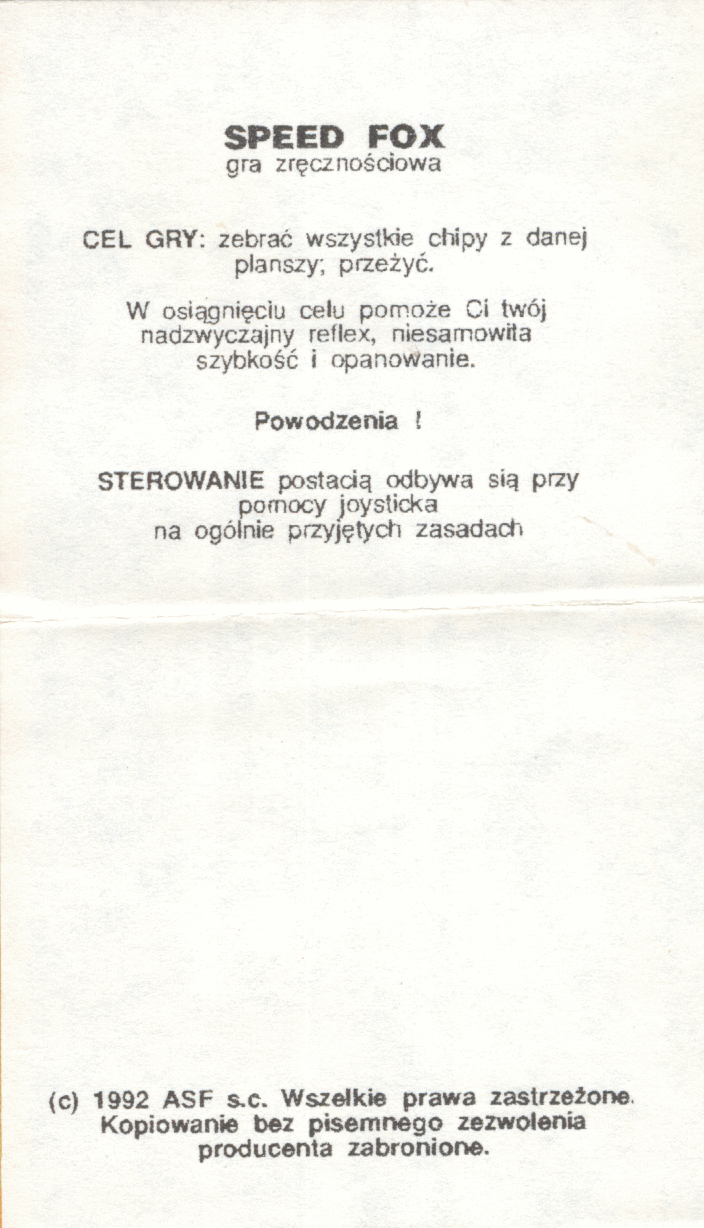 SPEED FOX
gra zręcznościowa
CEL GRY: zebrać wszystkie chipy z danej
planszy; przeżyć.
W osiągnięciu celu pomoże Ci twój
nadzwyczajny reflex, niesamowita
szybkość i opanowanie.
Powodzenia !
STEROWANIE postacią odbywa sią przy
pomocy joysticka
na ogólnie przyjętych zasadach
(c) 1992 ASF s.c. Wszelkie prawa zastrzeżone.
Kopiowanie bez pisemnego zezwolenia
producenta zabronione.